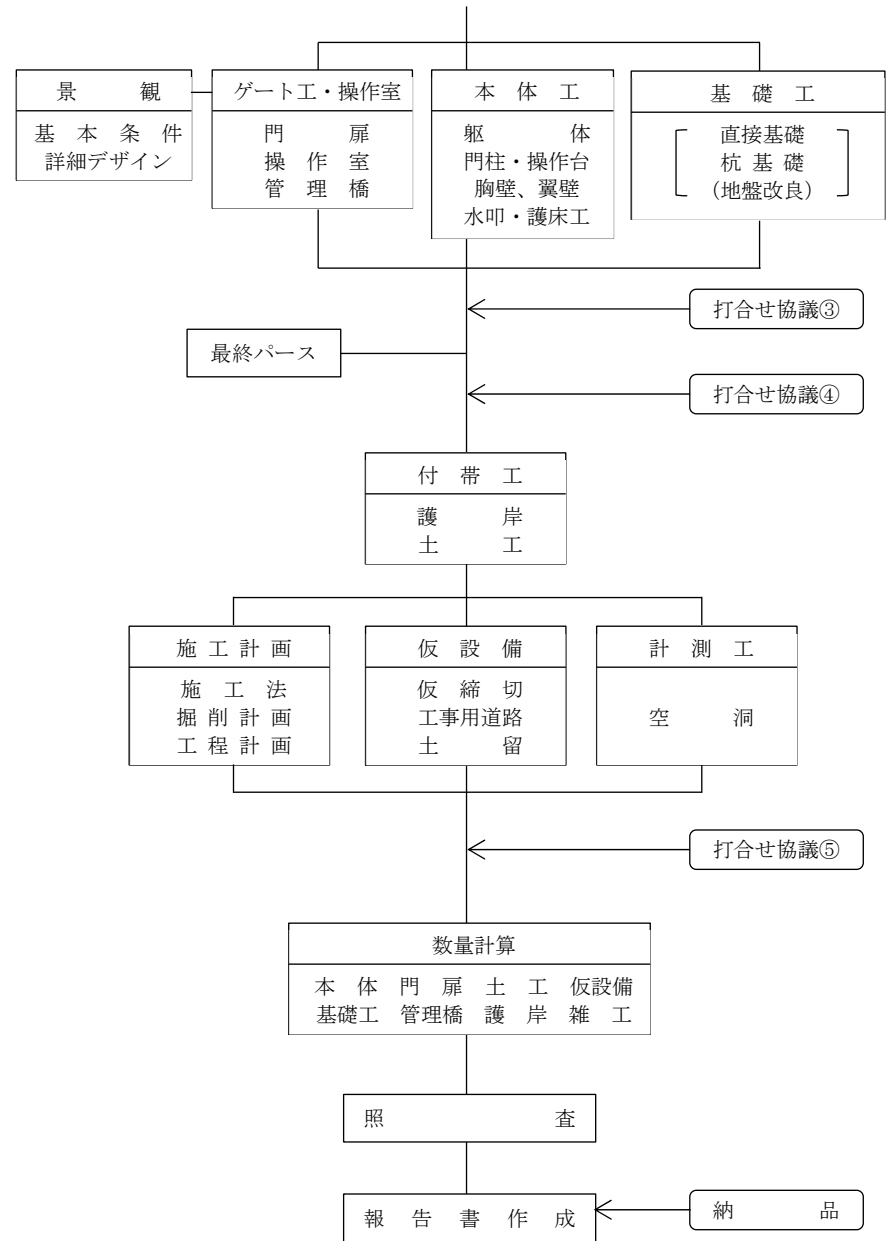 景観
基本条件
詳細デザイン
ゲート工・操作室
門扉
操作室
管理橋
本体工
躯体
門柱・操作台
胸壁、翼壁
水叩・護床工
基礎工
直接基礎
杭基礎
(地盤改良)
打合せ協議③
最終パース
打合せ協議④
付帯工
護岸
土工
施工計画
施工法
掘削計画
工程計画
仮設備
仮締切
工事用道路
土留
計測工
空洞
打合せ協議⑤
数量計算
本体 門扉 土工 仮設備
基礎工 管理橋 護岸 雑工
照査
報告書作成
納品